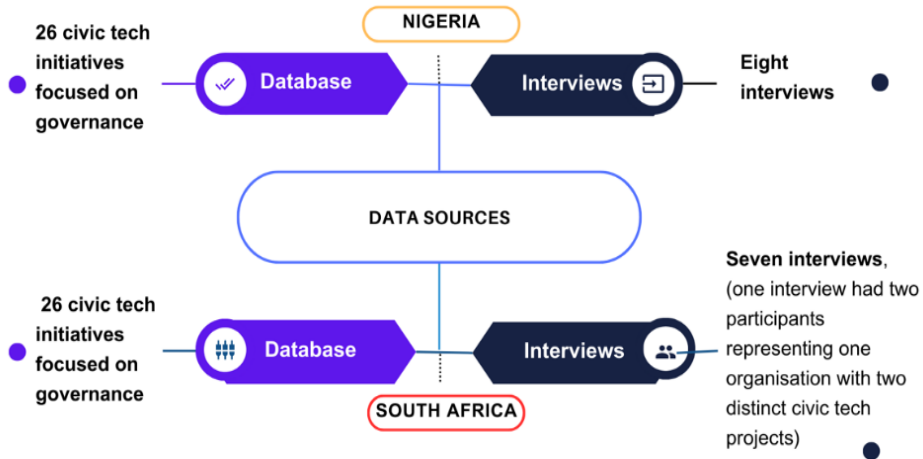 NIGERIA
26 civic tech
initiatives
focused on
governance
Database
Interviews
Eight
interviews
DATA SOURCES
26 civic tech
initiatives
focused on
governance
Database
Interviews
Seven interviews,
(one interview had two
participants
representing one
organisation with two
distinct civic tech
projects)
SOUTH AFRICA